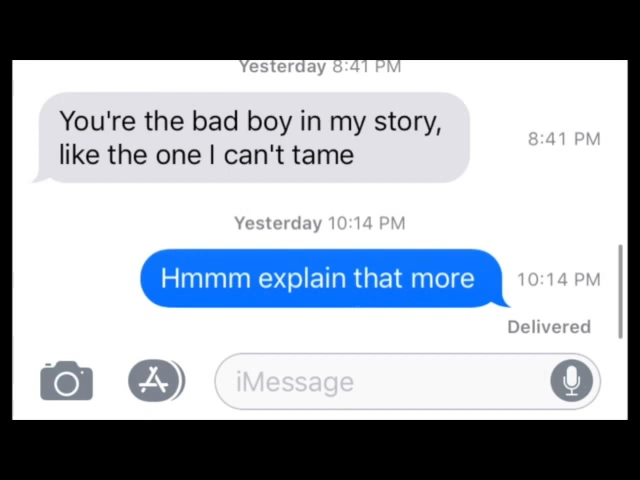 Yesterday 8:41 PM
You're the bad boy in my story,
like the one I can't tame
8:41 PM
Yesterday 10:14 PM
Hmmm explain that more
10:14 PM
Delivered
iMessage